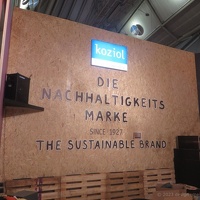 koziol
DIE
NACHHALTIGKEITS
MARKE
SINCE 1927
THE SUSTAINABLE BRAND